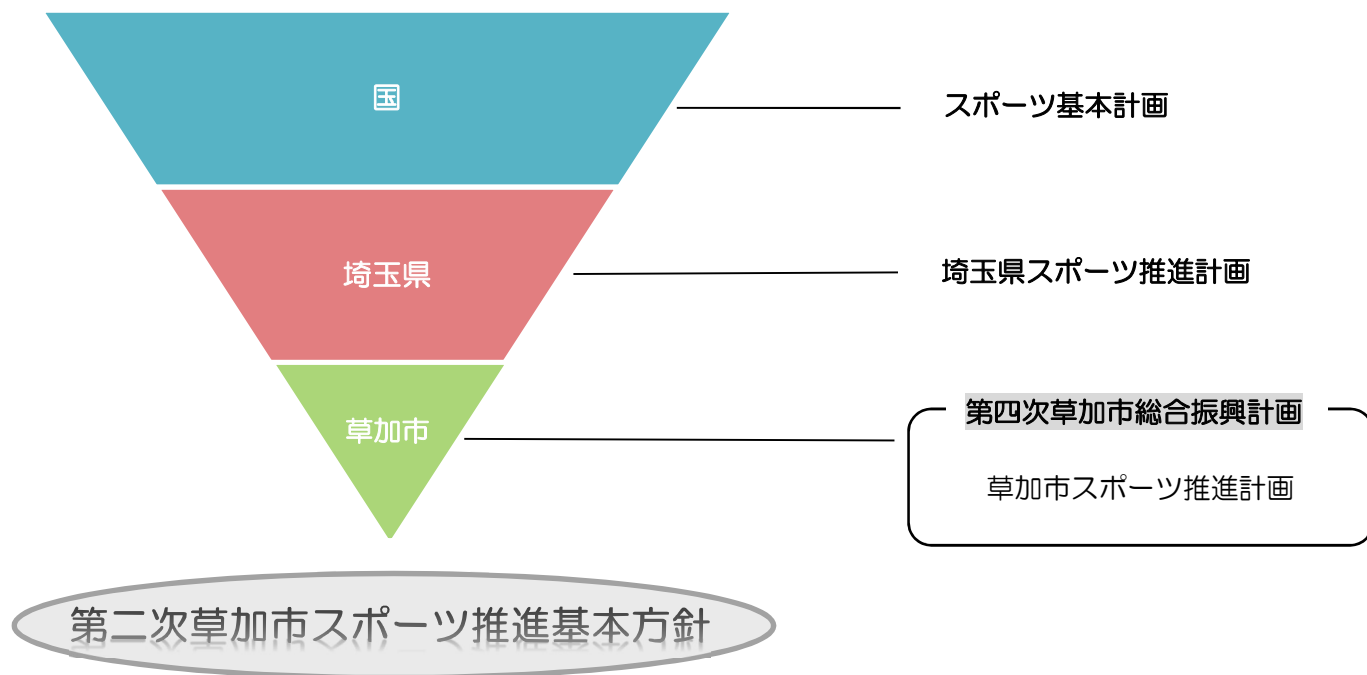 国
スポーツ基本計画
埼玉県
埼玉県スポーツ推進計画
草加市
第四次草加市総合振興計画
草加市スポーツ推進計画
第二次草加市スポーツ推進基本方針